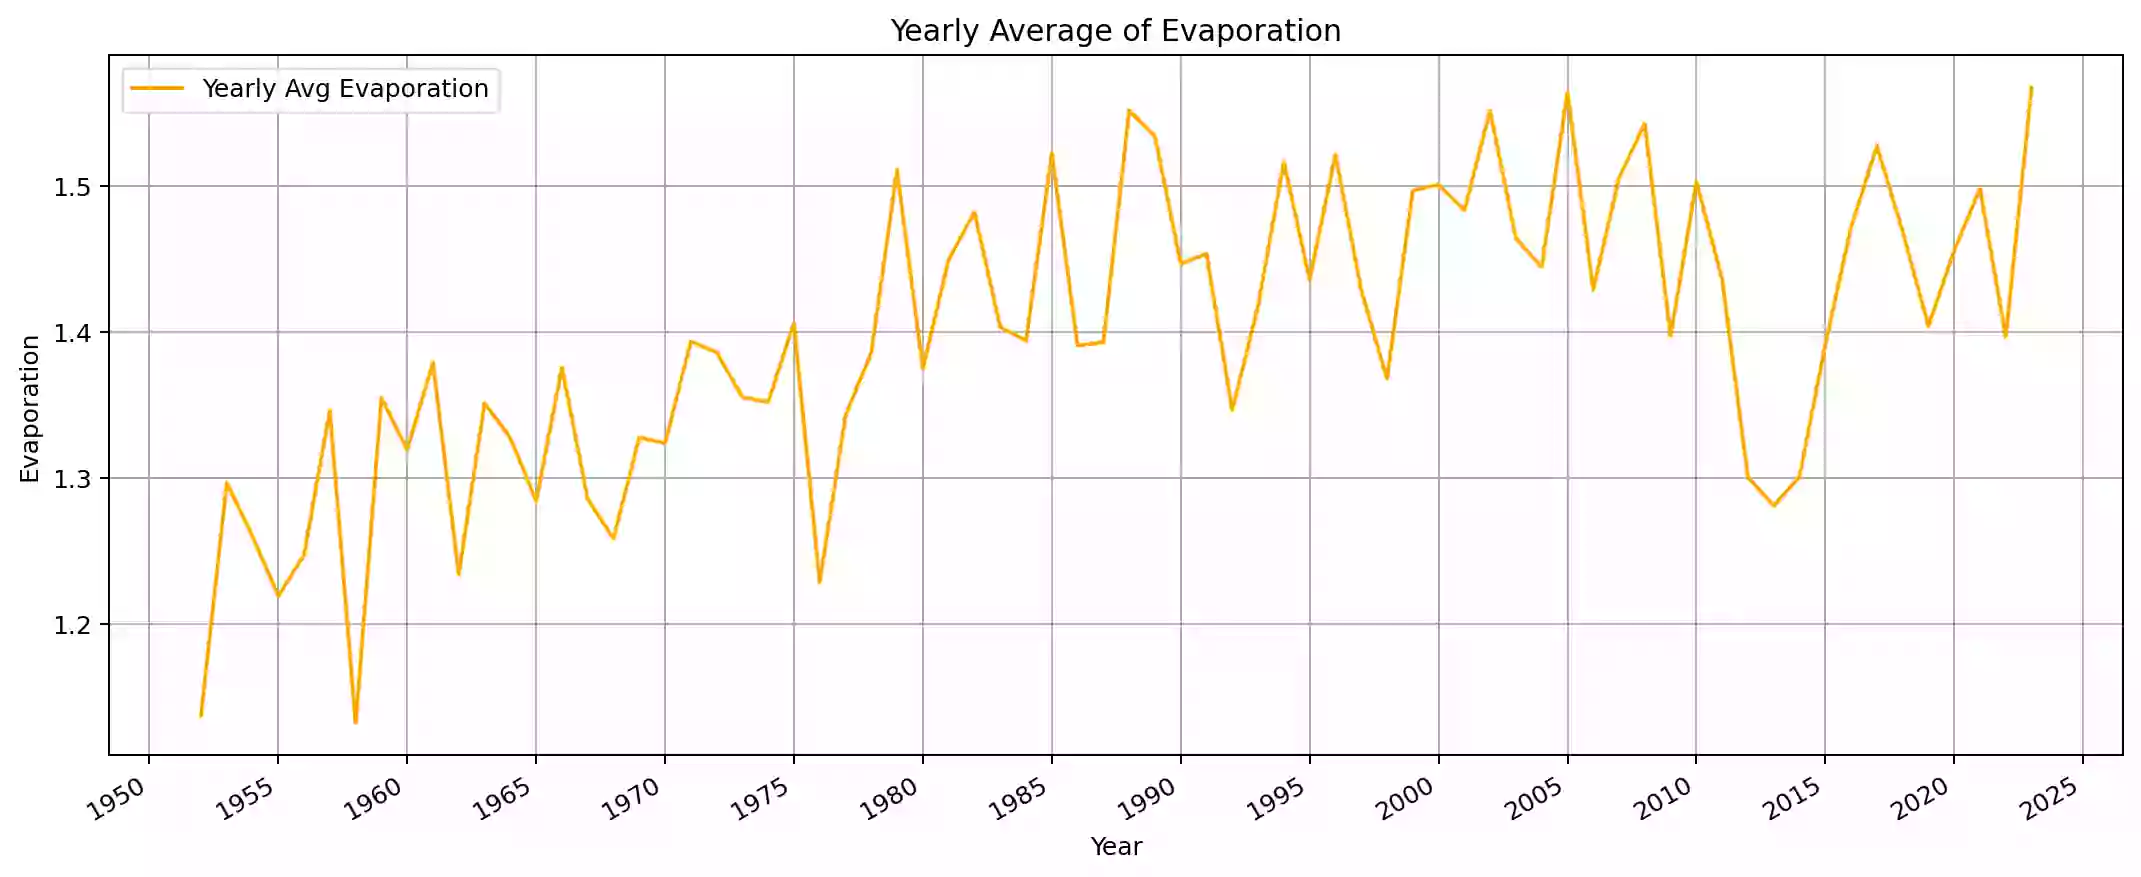 Yearly Average of Evaporation
Yearly Avg Evaporation
Evaporation
1.5
1.4
1.3
1.2
1950 1955 1960 1965 1970 1975 1980 1985 1990 1995 2000 2005 2010 2015 2020 2025
Year